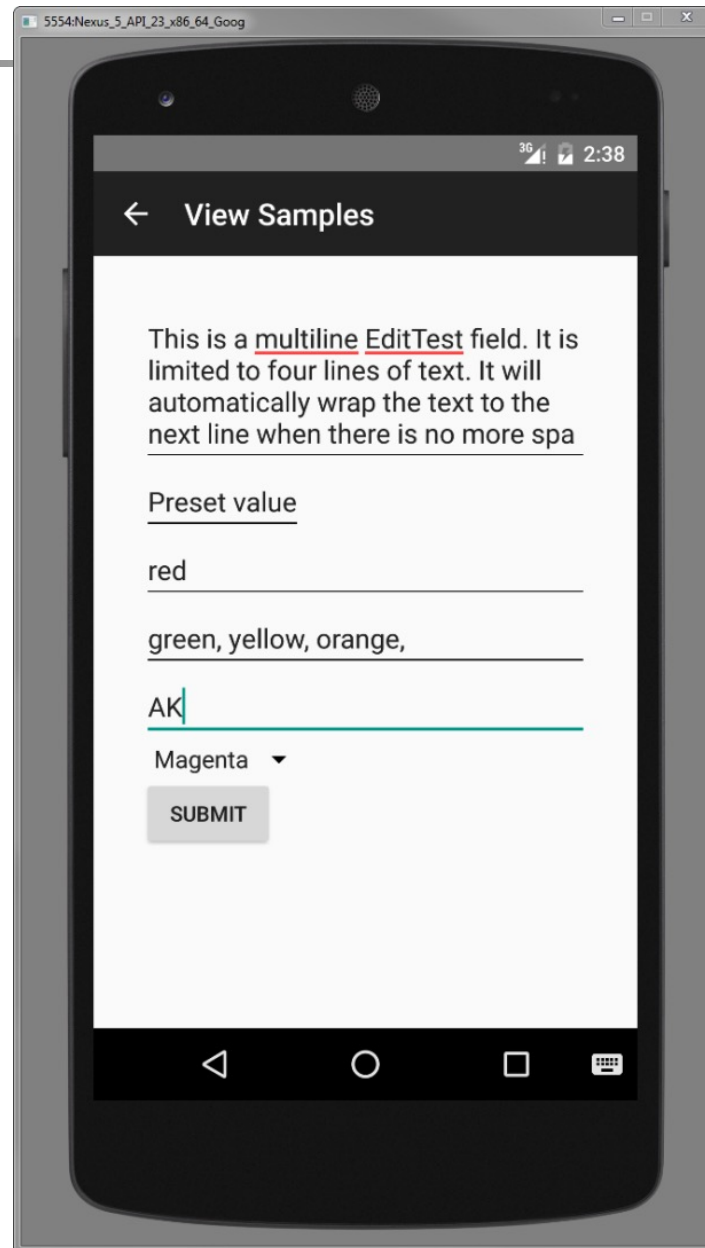 5554:Nexus_5_API_23_x86_64_Goog
3G ! 2:38
View Samples
This is a multiline EditTest field. It is
limited to four lines of text. It will
automatically wrap the text to the
next line when there is no more spa
Preset value
red
green, yellow, orange,
AK
Magenta
SUBMIT